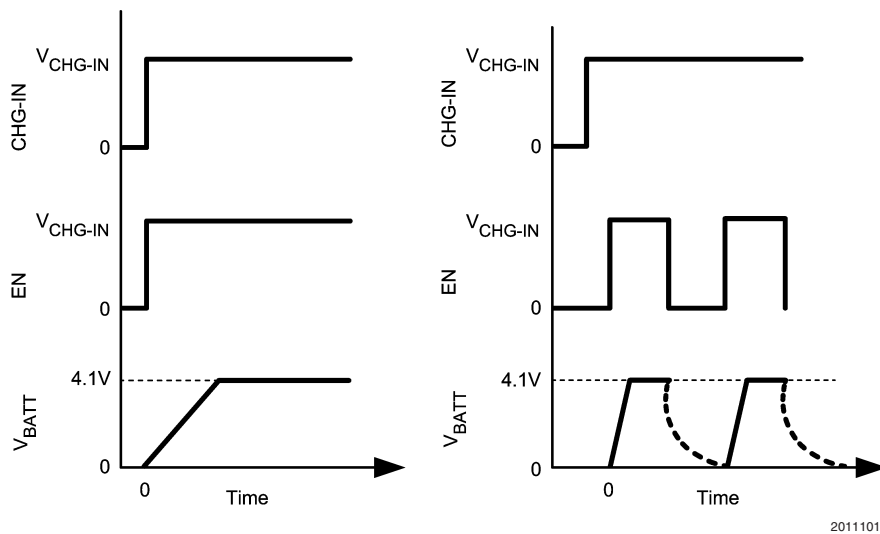 CHG-IN
VCHG-IN
0
EN
VCHG-IN
0
VBATT
4.1V
0
0
Time
CHG-IN
VCHG-IN
0
EN
VCHG-IN
0
VBATT
4.1V
0
0
Time
2011101